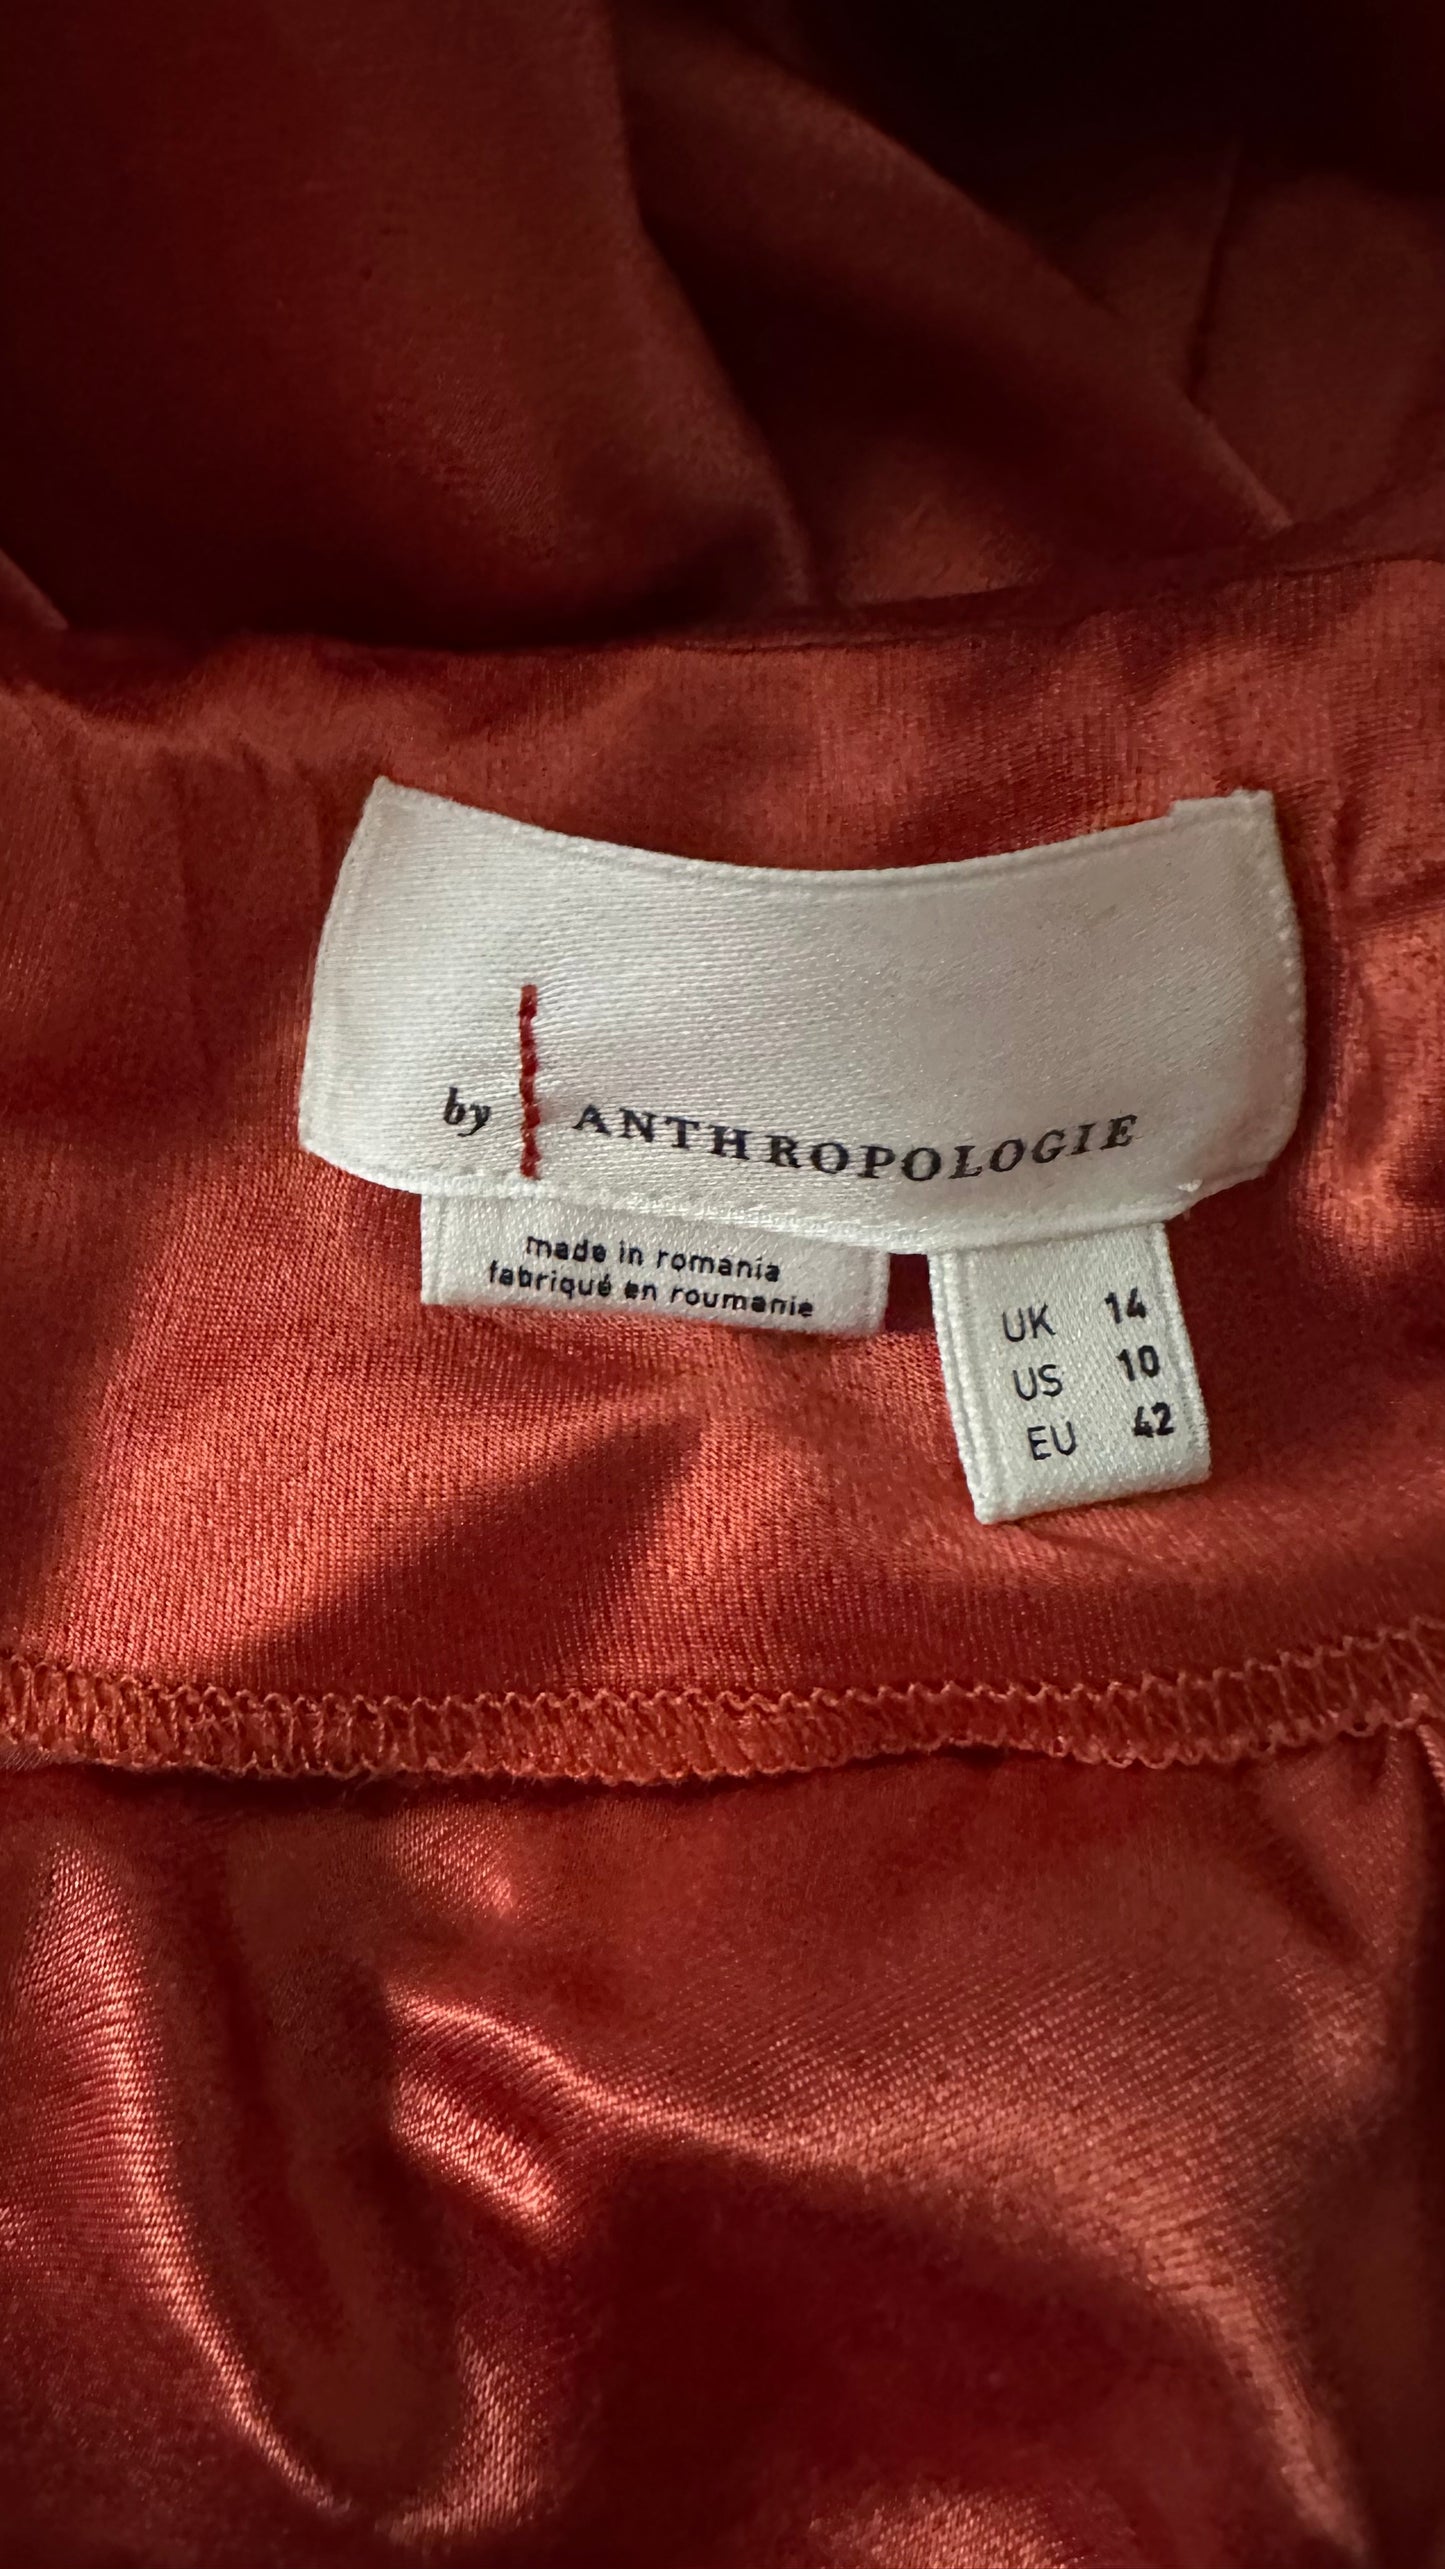 by ANTHROPOLOGIE
made in romania
fabriqué en roumanie
UK 14
US 10
EU 42